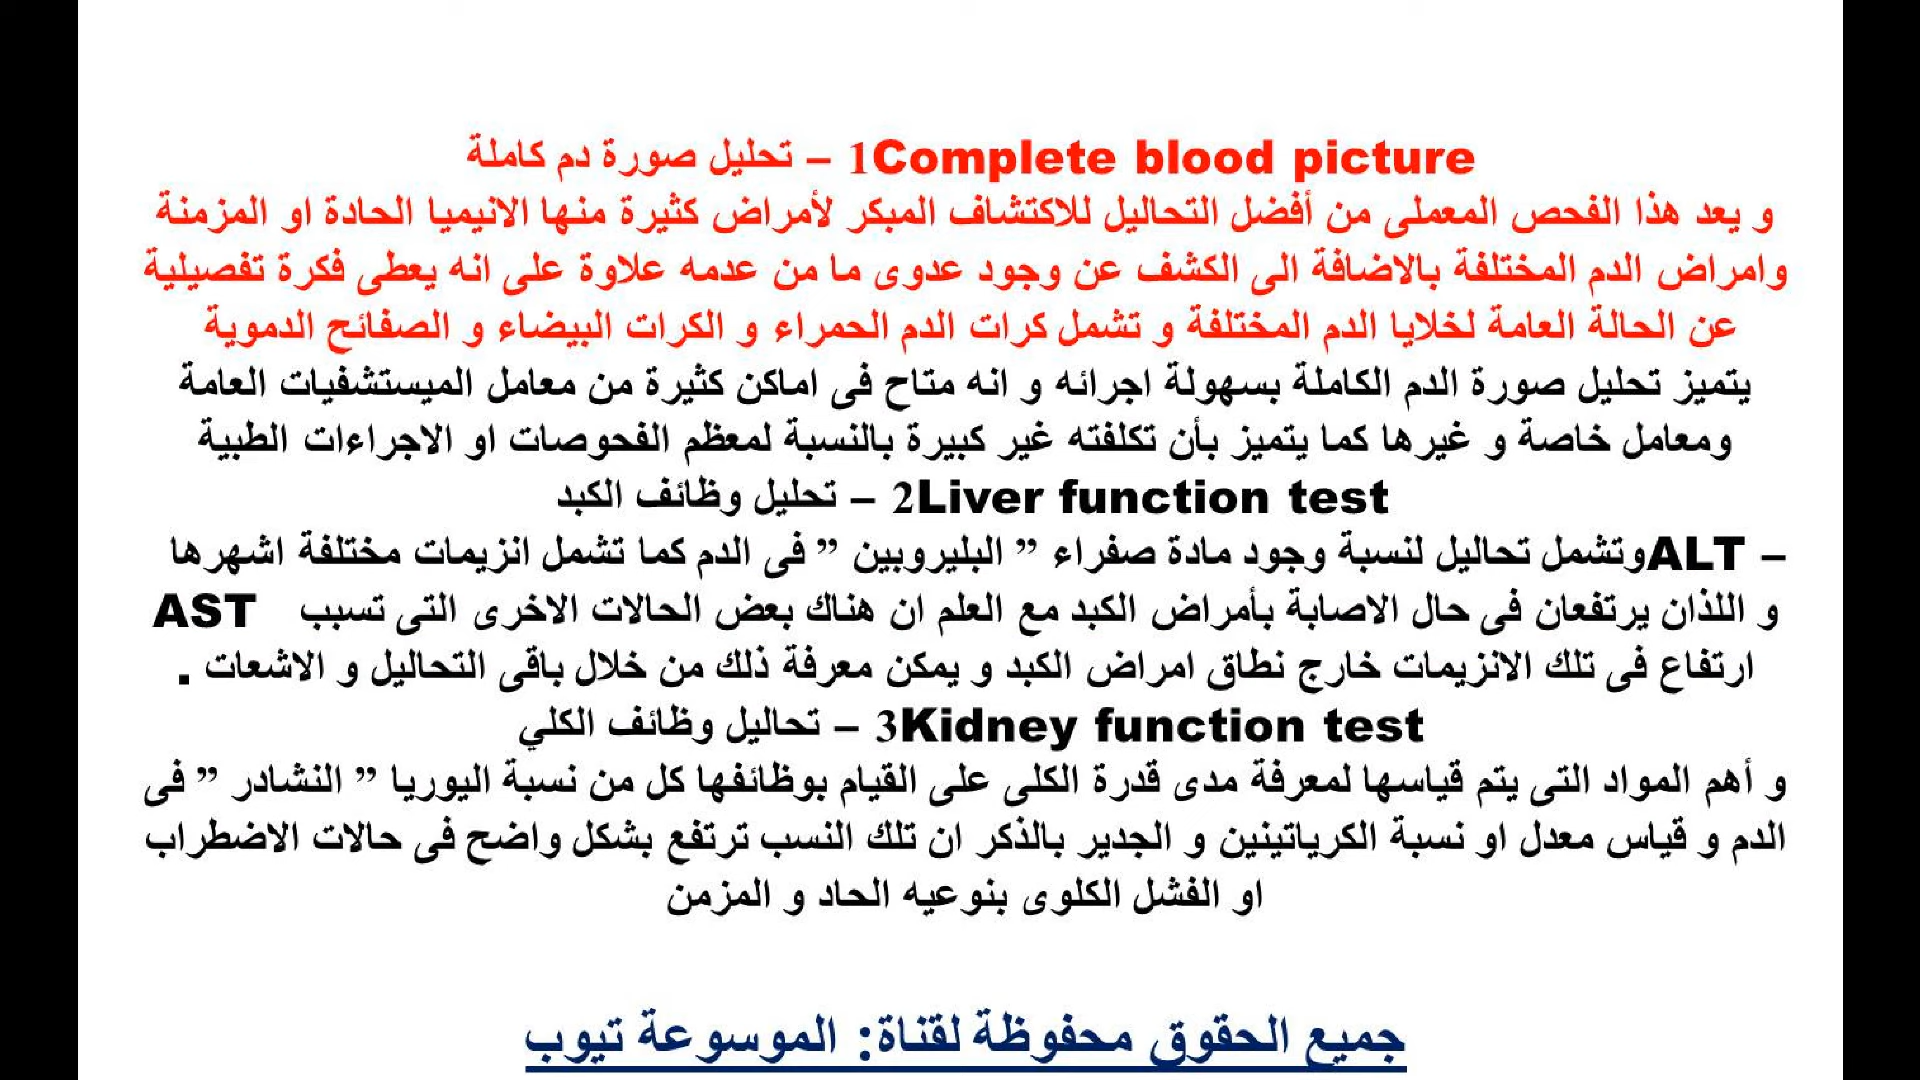 1Complete blood picture – تحليل صورة دم كاملة
و يعد هذا الفحص المعملى من أفضل التحاليل للاكتشاف المبكر لأمراض كثيرة منها الانيميا الحادة او المزمنة
وامراض الدم المختلفة بالاضافة الى الكشف عن وجود عدوى ما من عدمه علاوة على انه يعطى فكرة تفصيلية
عن الحالة العامة لخلايا الدم المختلفة و تشمل كرات الدم الحمراء و الكرات البيضاء و الصفائح الدموية
يتميز تحليل صورة الدم الكاملة بسهولة اجرائه و انه متاح فى اماكن كثيرة من معامل الميستشفيات العامة
ومعامل خاصة و غيرها كما يتميز بأن تكلفته غير كبيرة بالنسبة لمعظم الفحوصات او الاجراءات الطبية
2Liver function test – تحليل وظائف الكبد
– ALTوتشمل تحاليل لنسبة وجود مادة صفراء ” البليروبين ” فى الدم كما تشمل انزيمات مختلفة اشهرها
و اللذان يرتفعان فى حال الاصابة بأمراض الكبد مع العلم ان هناك بعض الحالات الاخرى التى تسبب AST
ارتفاع فى تلك الانزيمات خارج نطاق امراض الكبد و يمكن معرفة ذلك من خلال باقى التحاليل و الاشعات .
3Kidney function test – تحاليل وظائف الكلي
و أهم المواد التى يتم قياسها لمعرفة مدى قدرة الكلى على القيام بوظائفها كل من نسبة اليوريا ” النشادر ” فى
الدم و قياس معدل او نسبة الكرياتينين و الجدير بالذكر ان تلك النسب ترتفع بشكل واضح فى حالات الاضطراب
او الفشل الكلوى بنوعيه الحاد و المزمن
جميع الحقوق محفوظة لقناة: الموسوعة تيوب